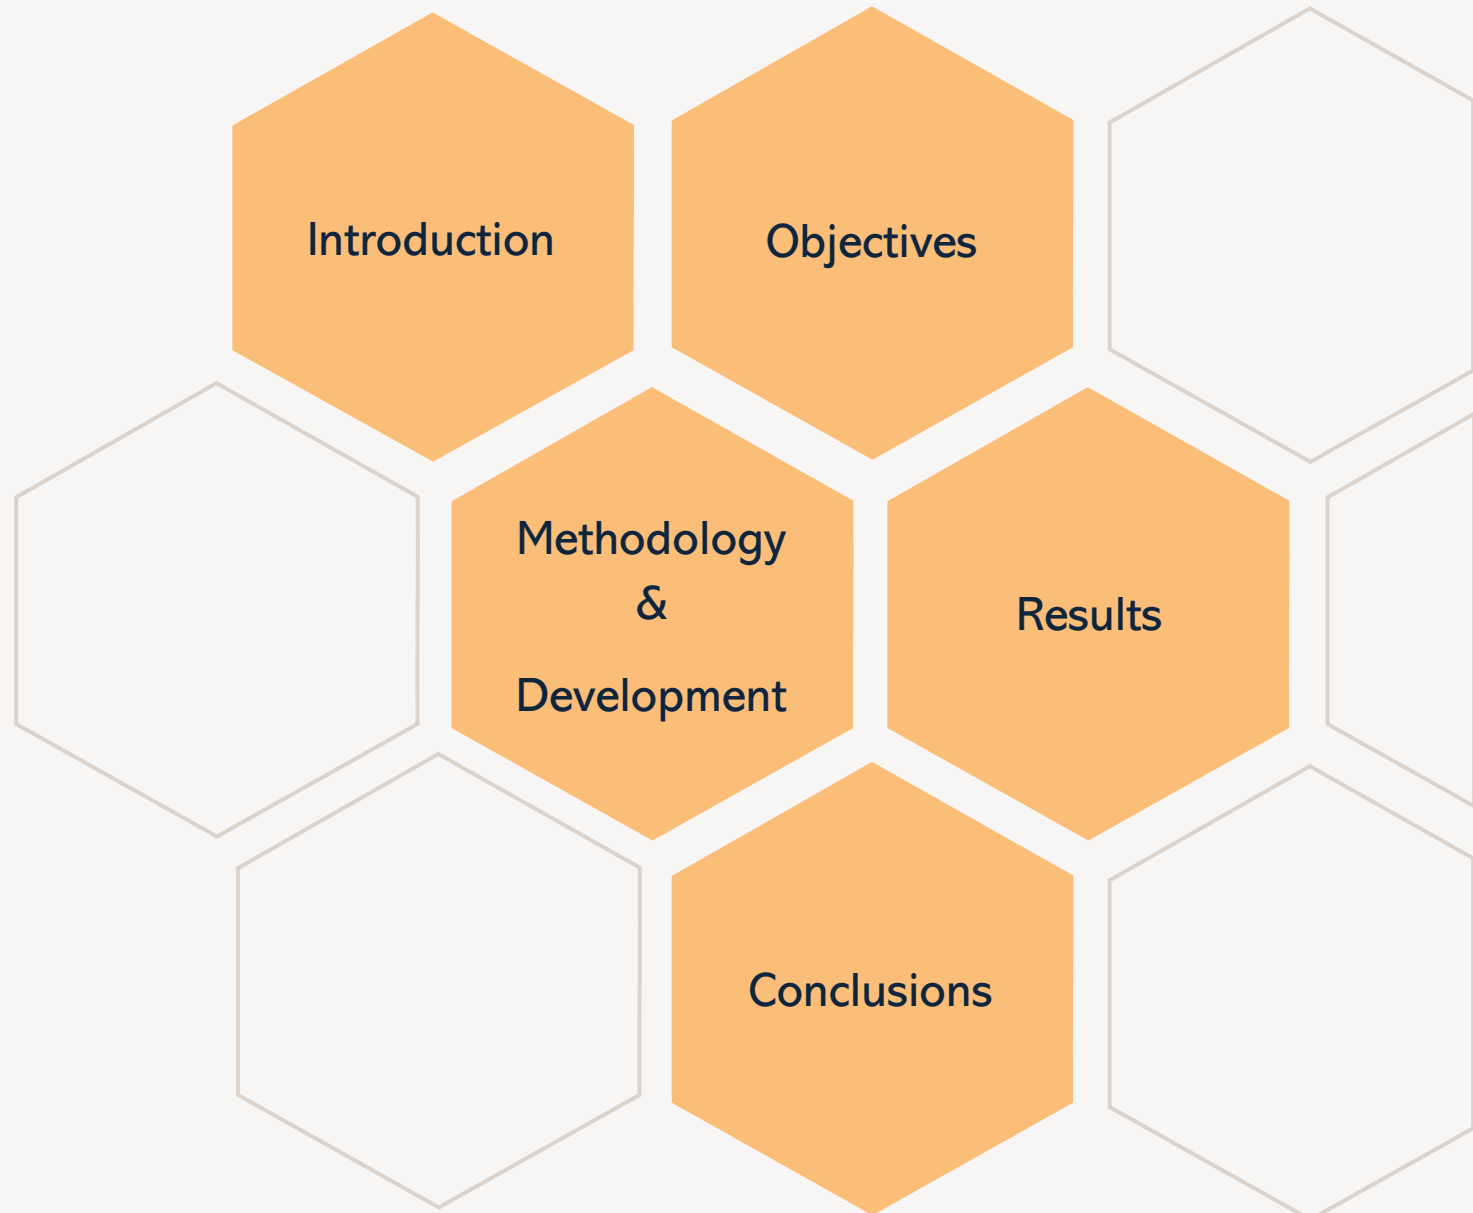 Introduction
Objectives
Methodology
&
Development
Results
Conclusions